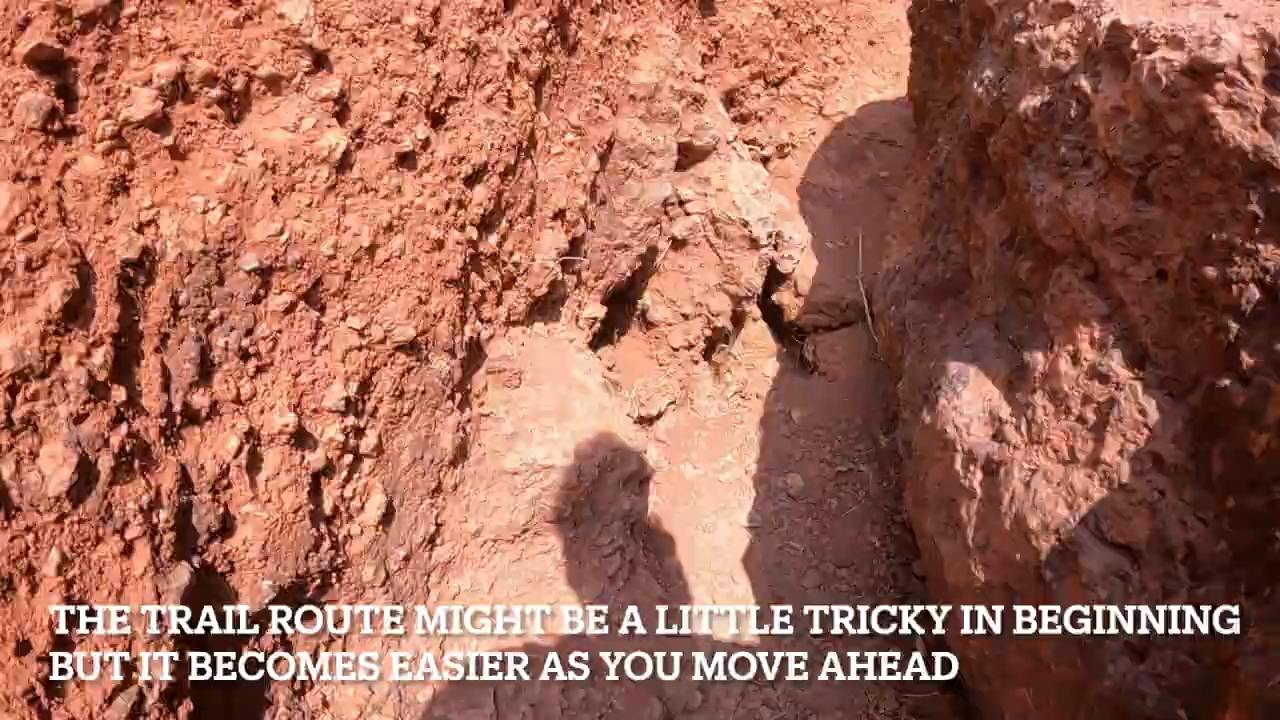 THE TRAIL ROUTE MIGHT BE A LITTLE TRICKY IN BEGINNING
BUT IT BECOMES EASIER AS YOU MOVE AHEAD